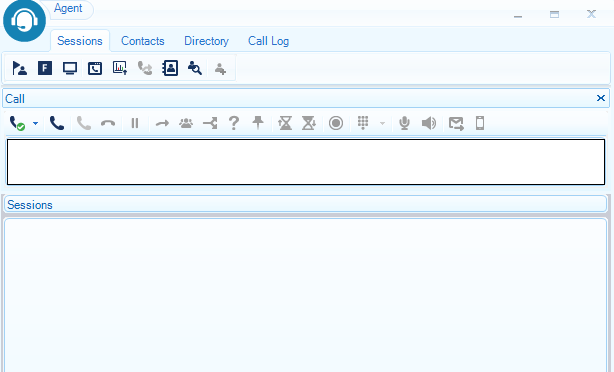 Agent
Sessions Contacts Directory Call Log
F
Call
Sessions